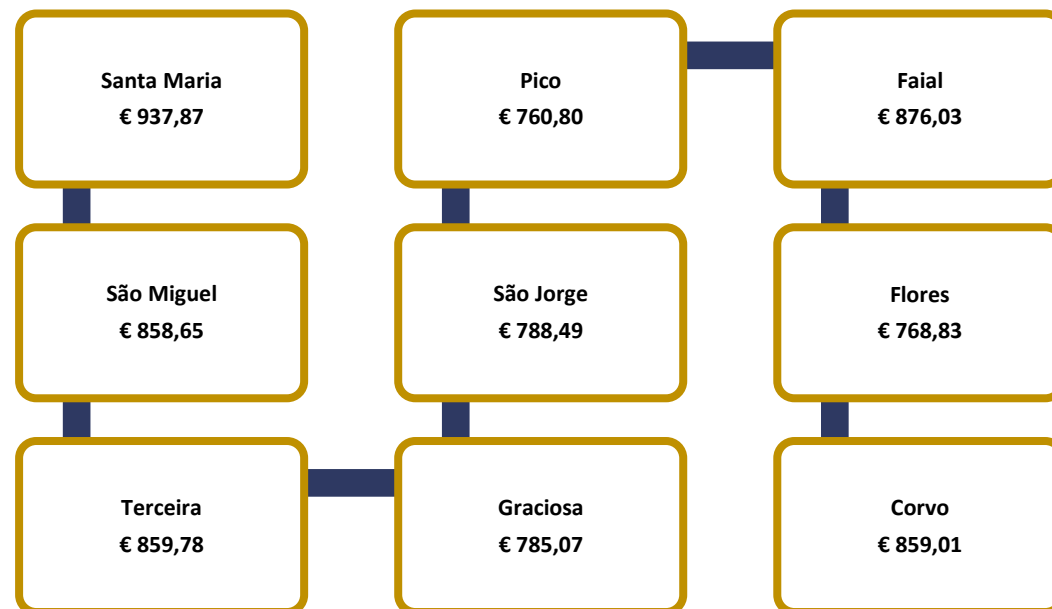 Santa Maria
€ 937,87
São Miguel
€ 858,65
Terceira
€ 859,78
Graciosa
€ 785,07
São Jorge
€ 788,49
Pico
€ 760,80
Faial
€ 876,03
Flores
€ 768,83
Corvo
€ 859,01